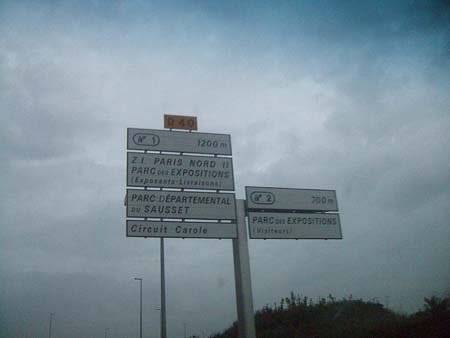 D 40
n° 1 1200 m
Z.I. PARIS NORD II
PARC DES EXPOSITIONS
(Exposants-Livraisons)
PARC DÉPARTEMENTAL
DU SAUSSET
Circuit Carole
n° 2 700 m
PARC DES EXPOSITIONS
(Visiteurs)